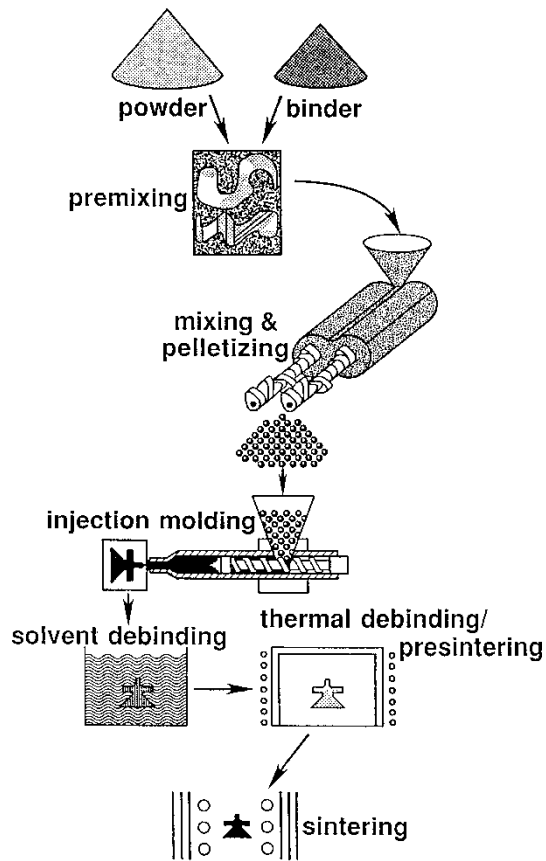 powder
binder
premixing
mixing &
pelletizing
injection molding
solvent debinding
thermal debinding/
presintering
sintering